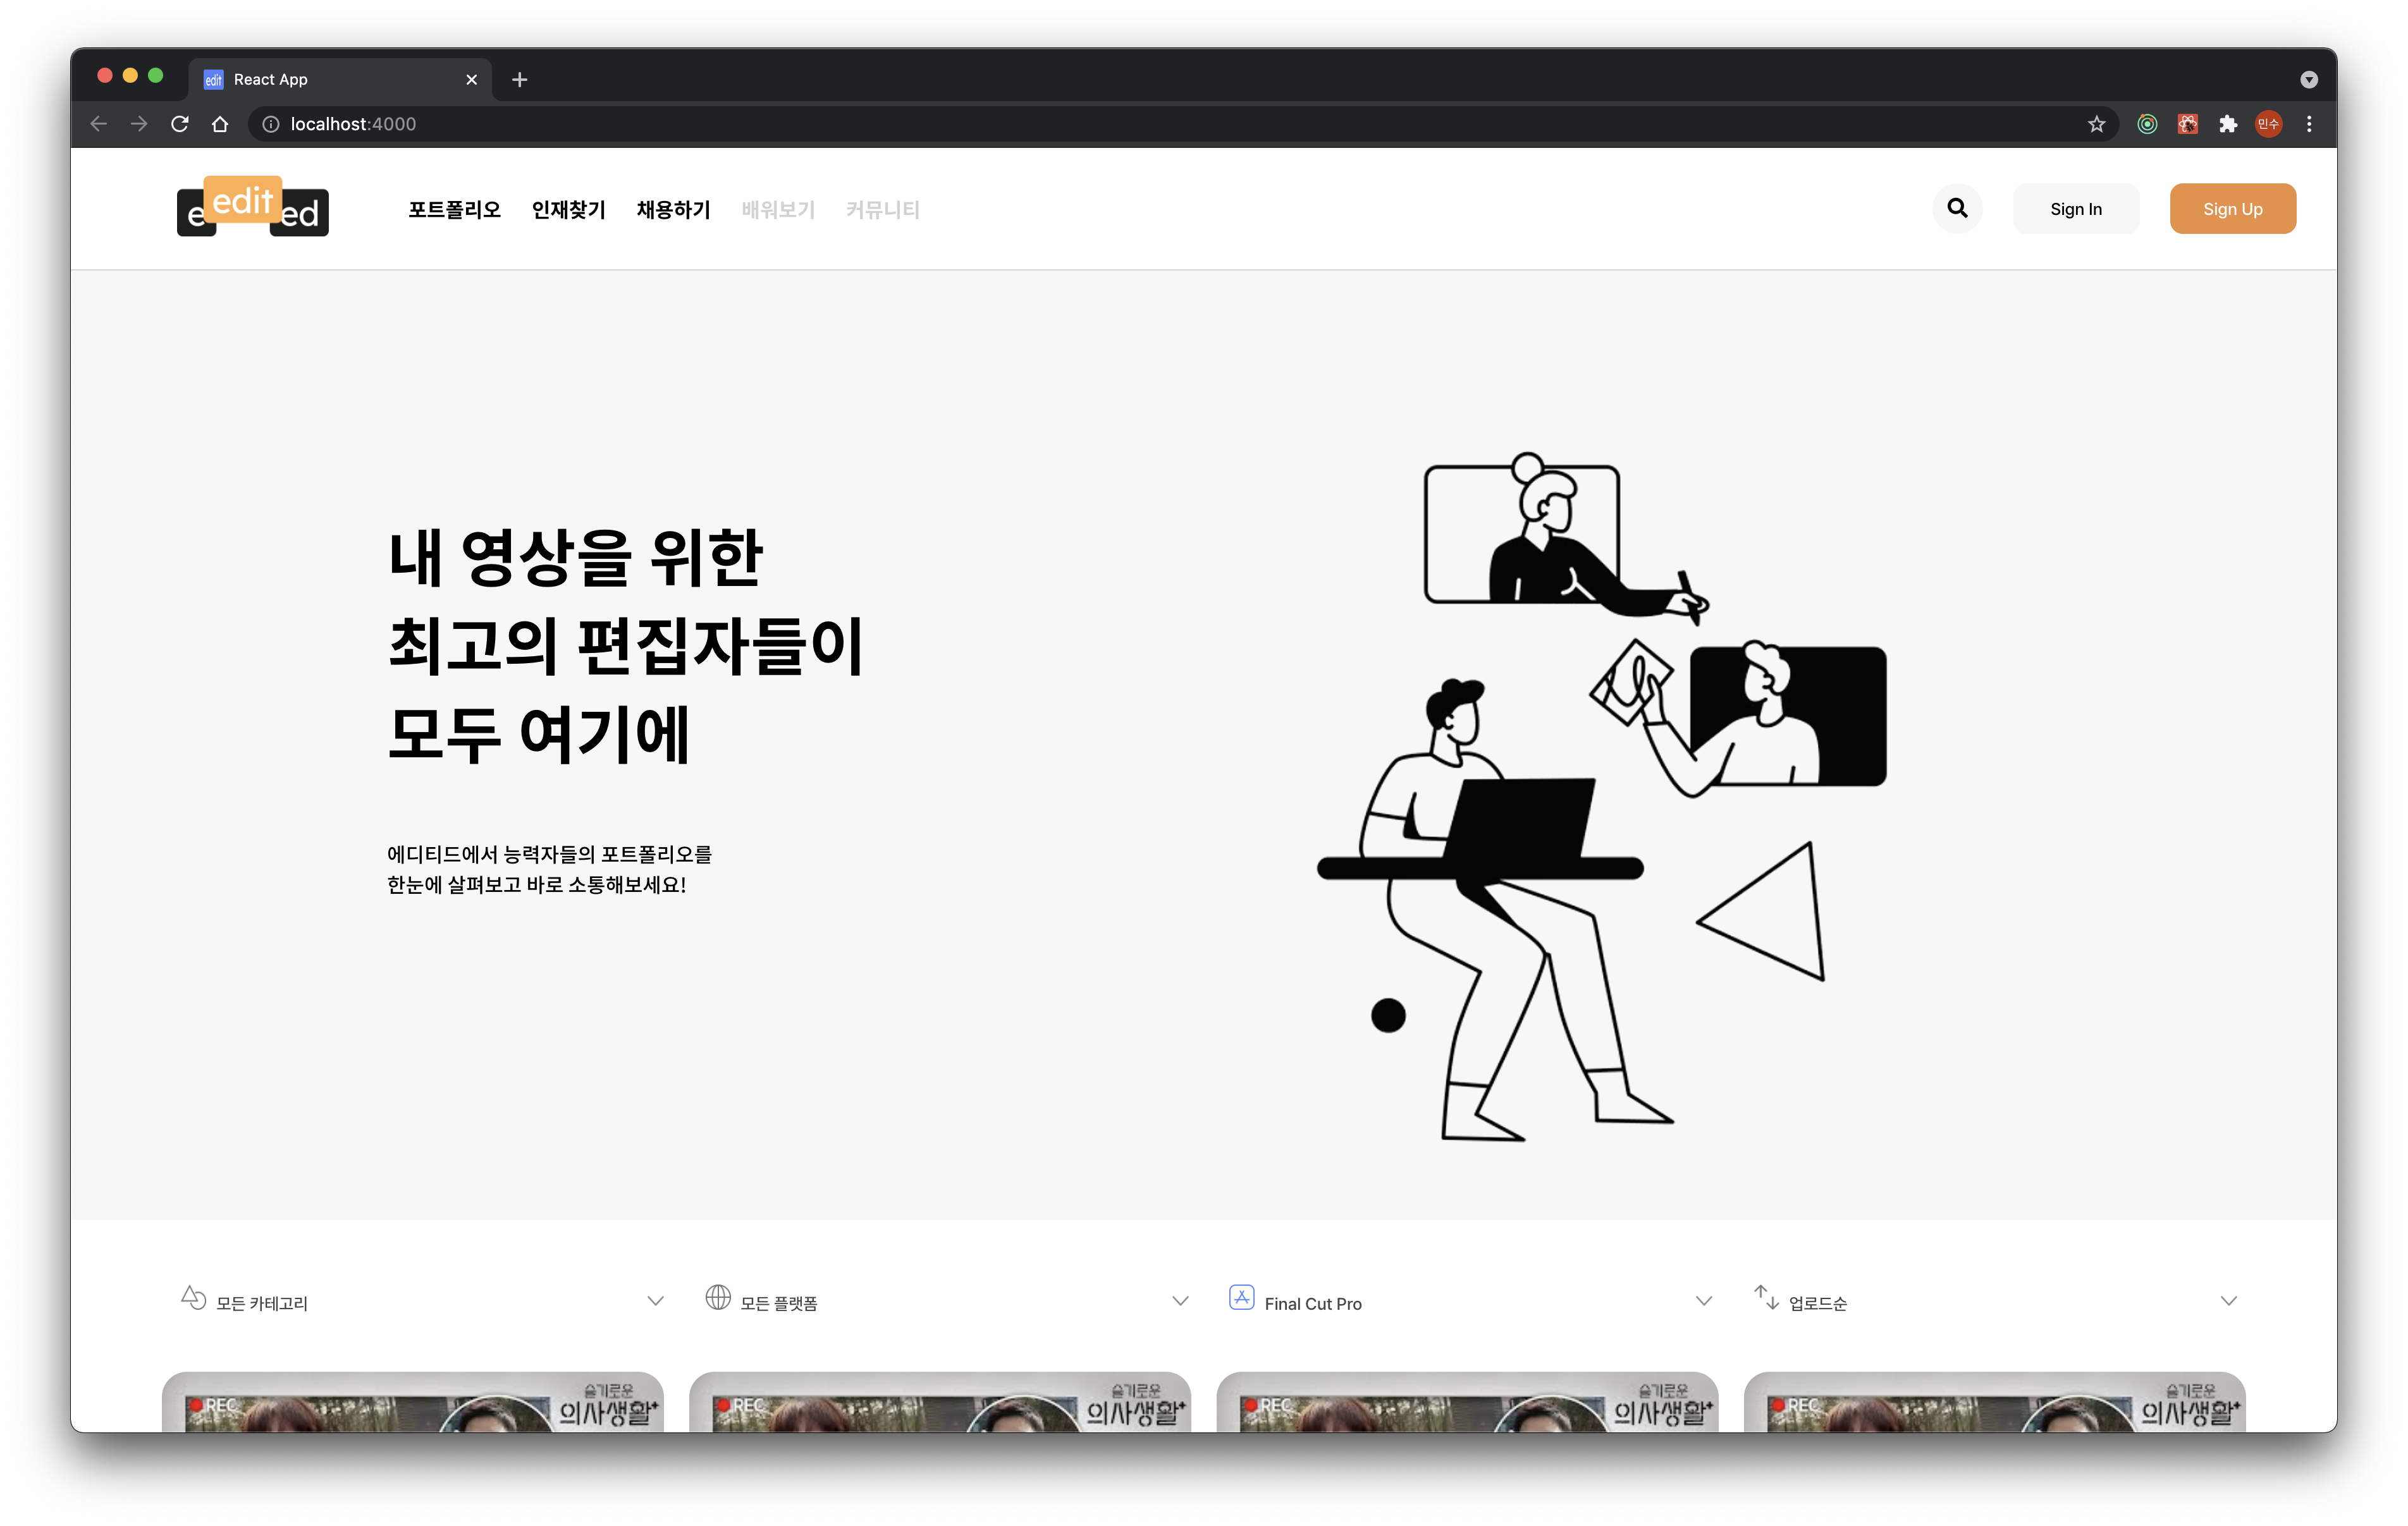 edit React App
localhost:4000
민수
e edit ed
포트폴리오 인재찾기 채용하기 배워보기 커뮤니티
Sign In Sign Up
내 영상을 위한
최고의 편집자들이
모두 여기에
에디티드에서 능력자들의 포트폴리오를
한눈에 살펴보고 바로 소통해보세요!
모든 카테고리 모든 플랫폼 Final Cut Pro 업로드순
REC 슬기로운 REC 슬기로운 REC 슬기로운 REC 슬기로운
의사생활+ 의사생활+ 의사생활+ 의사생활+